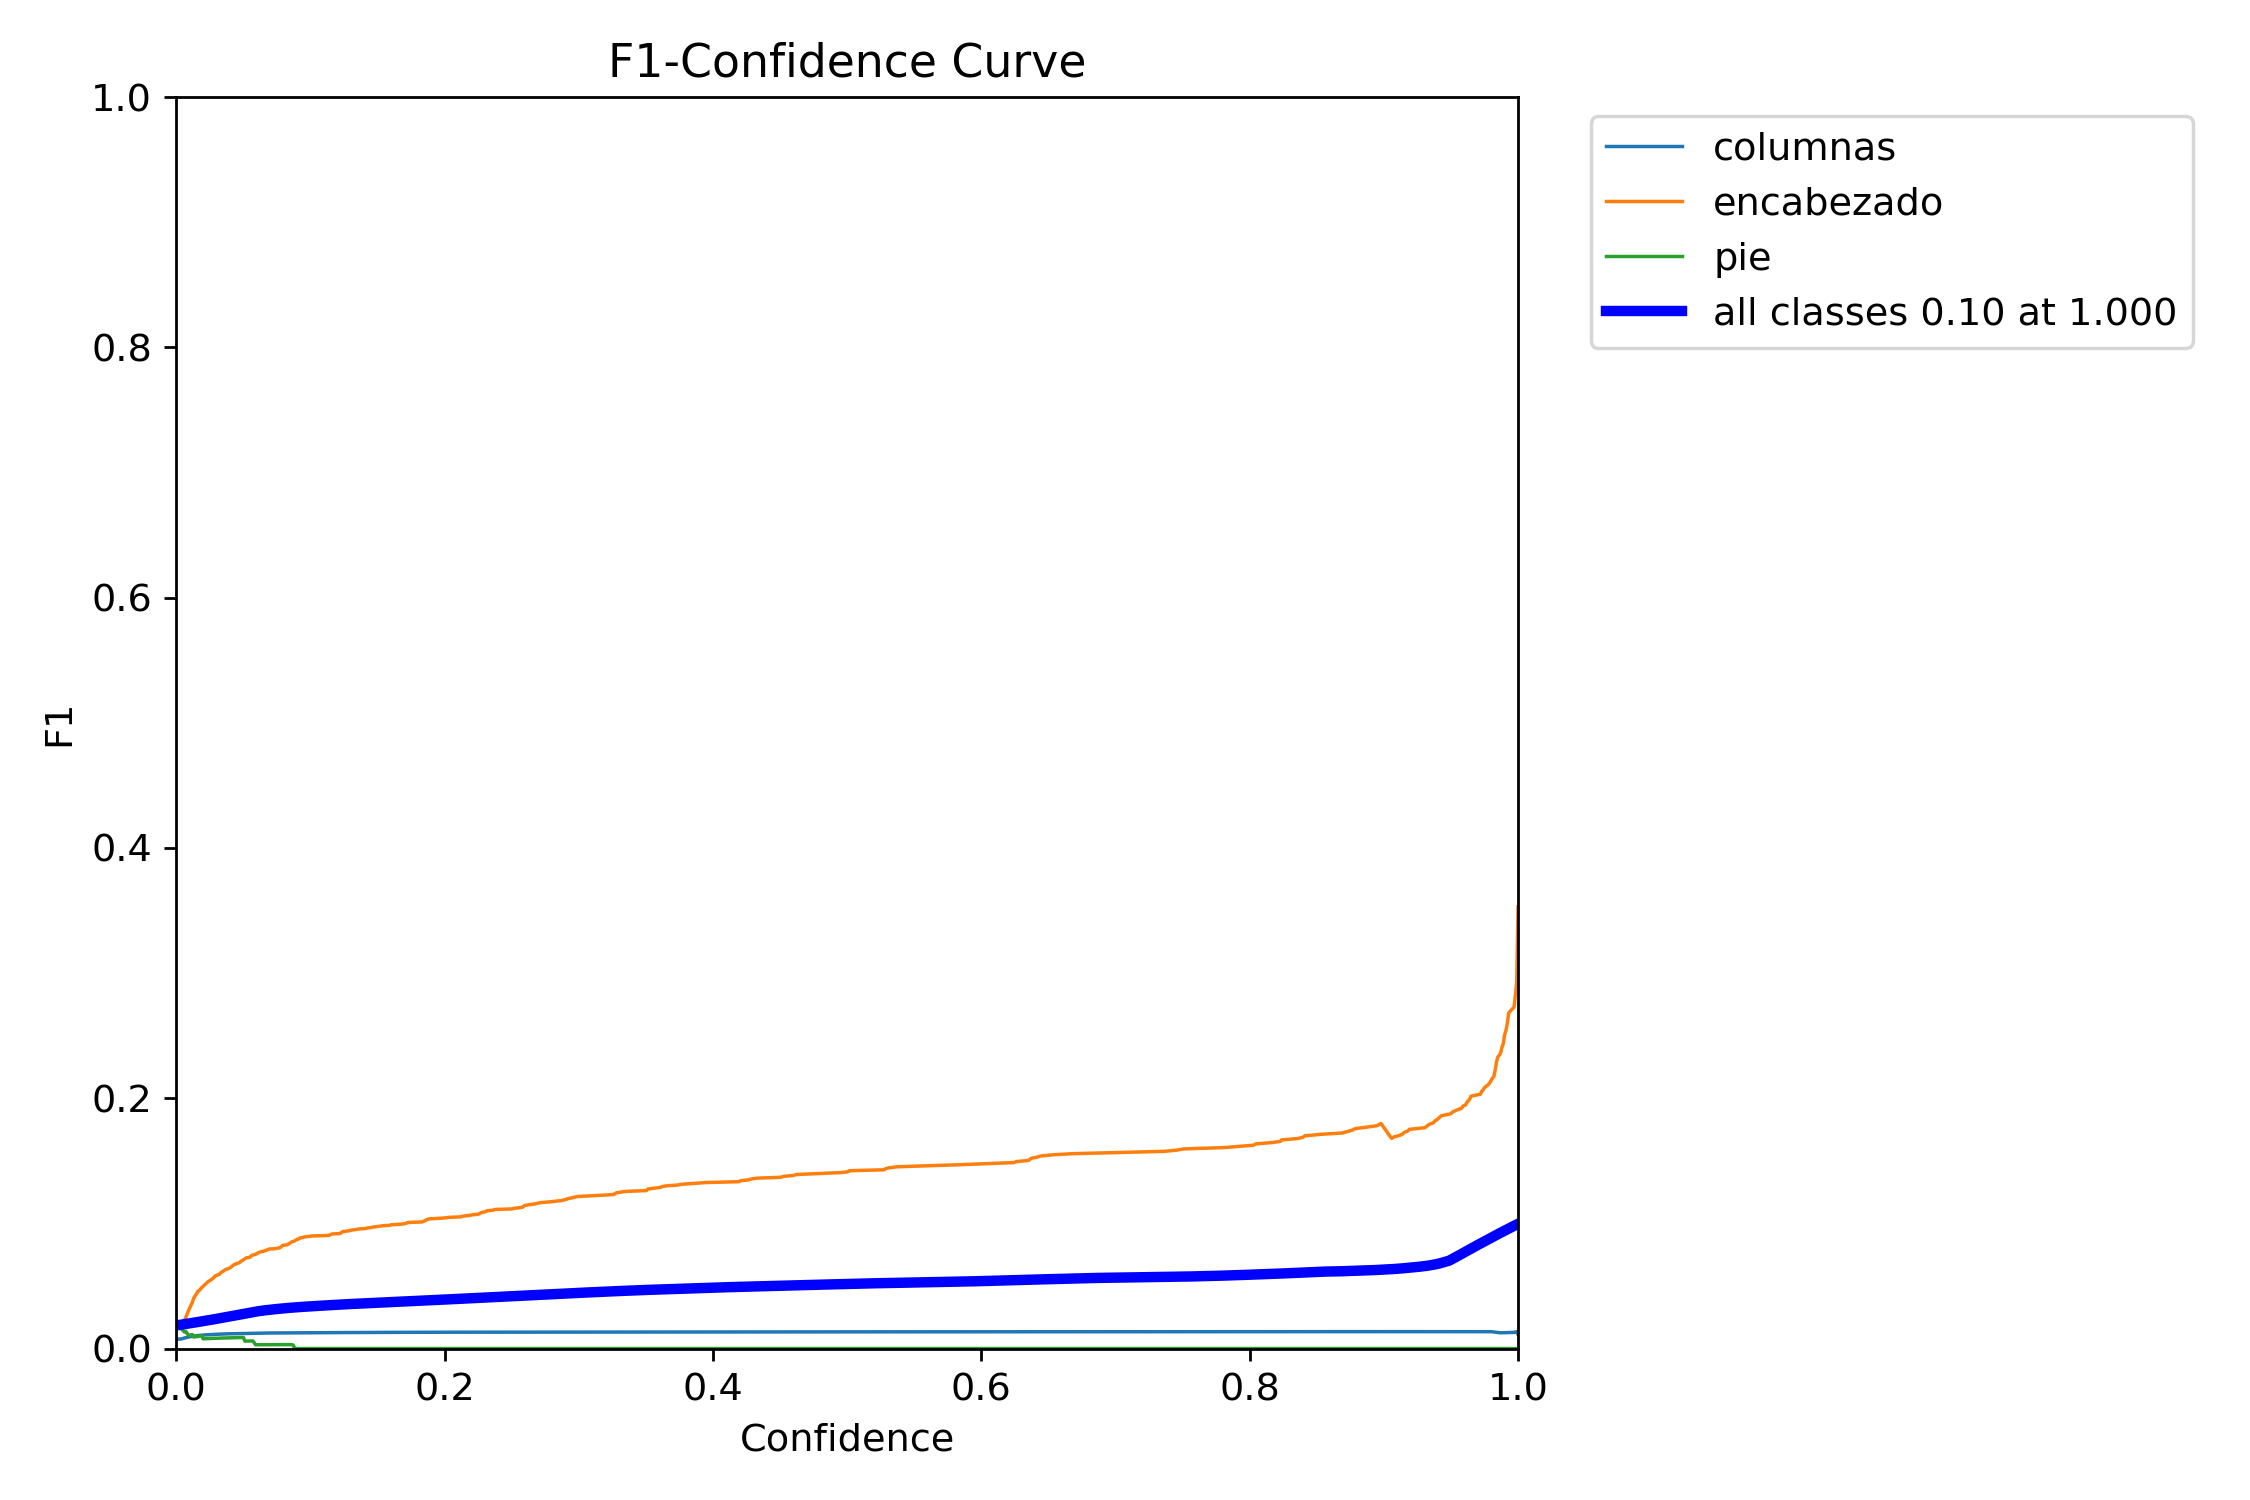 F1-Confidence Curve
1.0
0.8
0.6
0.4
0.2
0.0
F1
0.0 0.2 0.4 0.6 0.8 1.0
Confidence
columnas
encabezado
pie
all classes 0.10 at 1.000